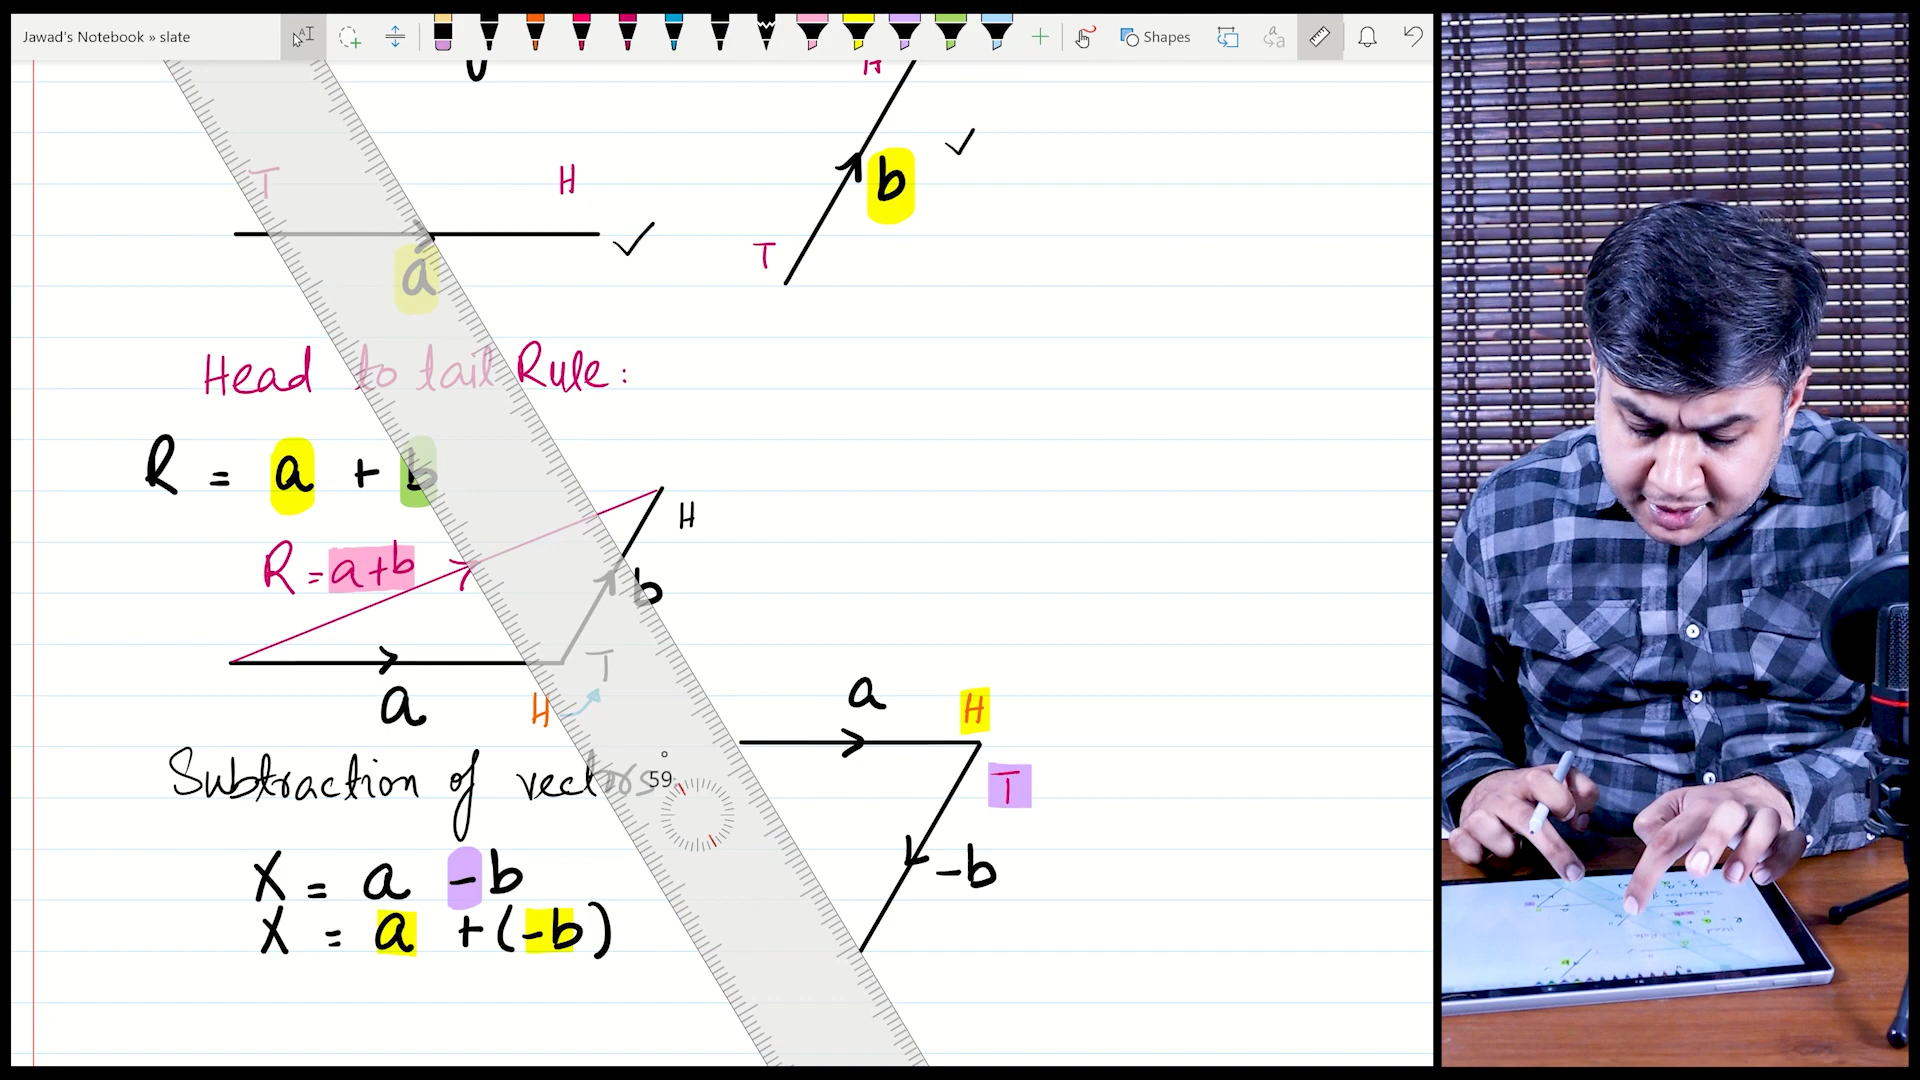 Jawad's Notebook » slate
Shapes
H
T
H
a
b
T
Head to tail Rule:
R = a + b
R = a+b
H
b
T
a
H
Subtraction of vectors
59°
X = a - b
X = a + (-b)
a
H
T
-b